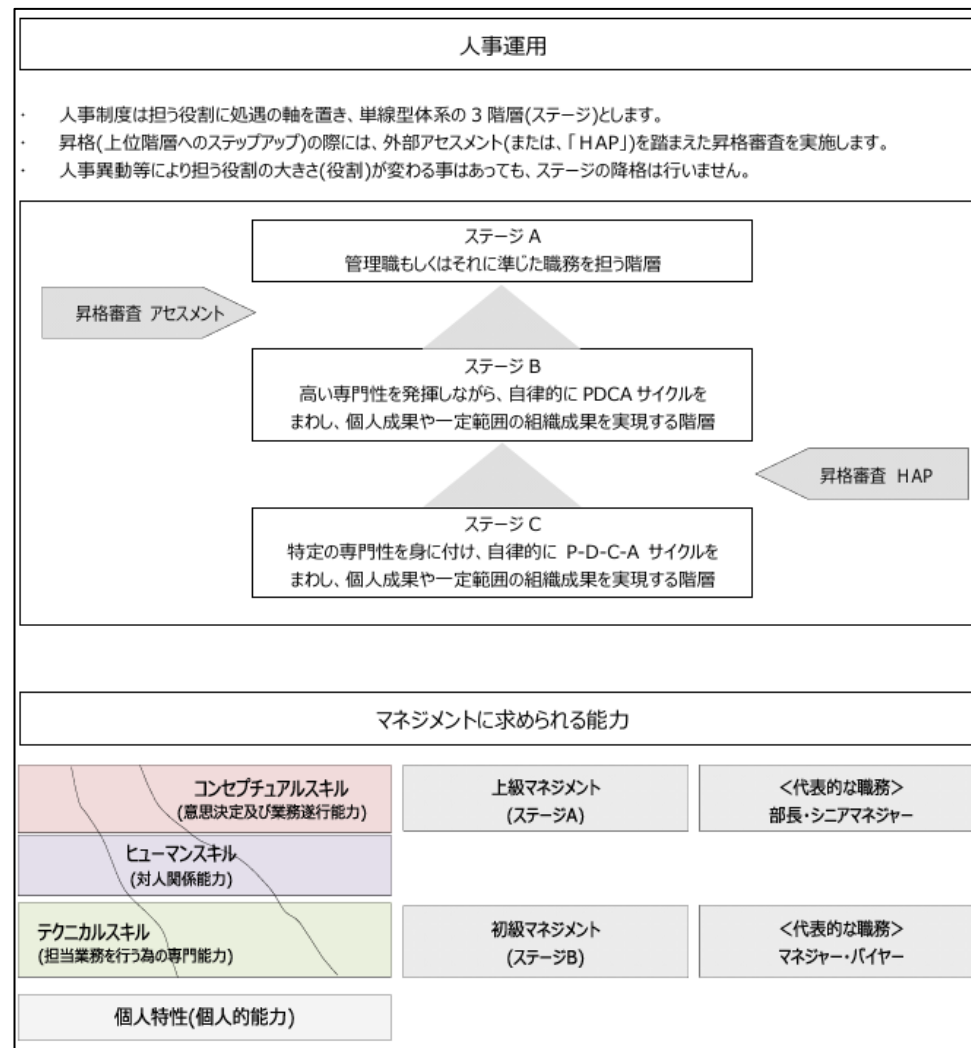 人事運用
・ 人事制度は担う役割に処遇の軸を置き、単線型体系の 3 階層(ステージ)とします。
・ 昇格(上位階層へのステップアップ)の際には、外部アセスメント(または、「HAP」)を踏まえた昇格審査を実施します。
・ 人事異動等により担う役割の大きさ(役割)が変わる事はあっても、ステージの降格は行いません。
ステージ A
管理職もしくはそれに準じた職務を担う階層
昇格審査 アセスメント
ステージ B
高い専門性を発揮しながら、自律的に PDCA サイクルを
まわし、個人成果や一定範囲の組織成果を実現する階層
昇格審査 HAP
ステージ C
特定の専門性を身に付け、自律的に P-D-C-A サイクルを
まわし、個人成果や一定範囲の組織成果を実現する階層
マネジメントに求められる能力
コンセプチュアルスキル
(意思決定及び業務遂行能力)
上級マネジメント
(ステージA)
<代表的な職務>
部長・シニアマネジャー
ヒューマンスキル
(対人関係能力)
テクニカルスキル
(担当業務を行う為の専門能力)
初級マネジメント
(ステージB)
<代表的な職務>
マネジャー・バイヤー
個人特性(個人的能力)